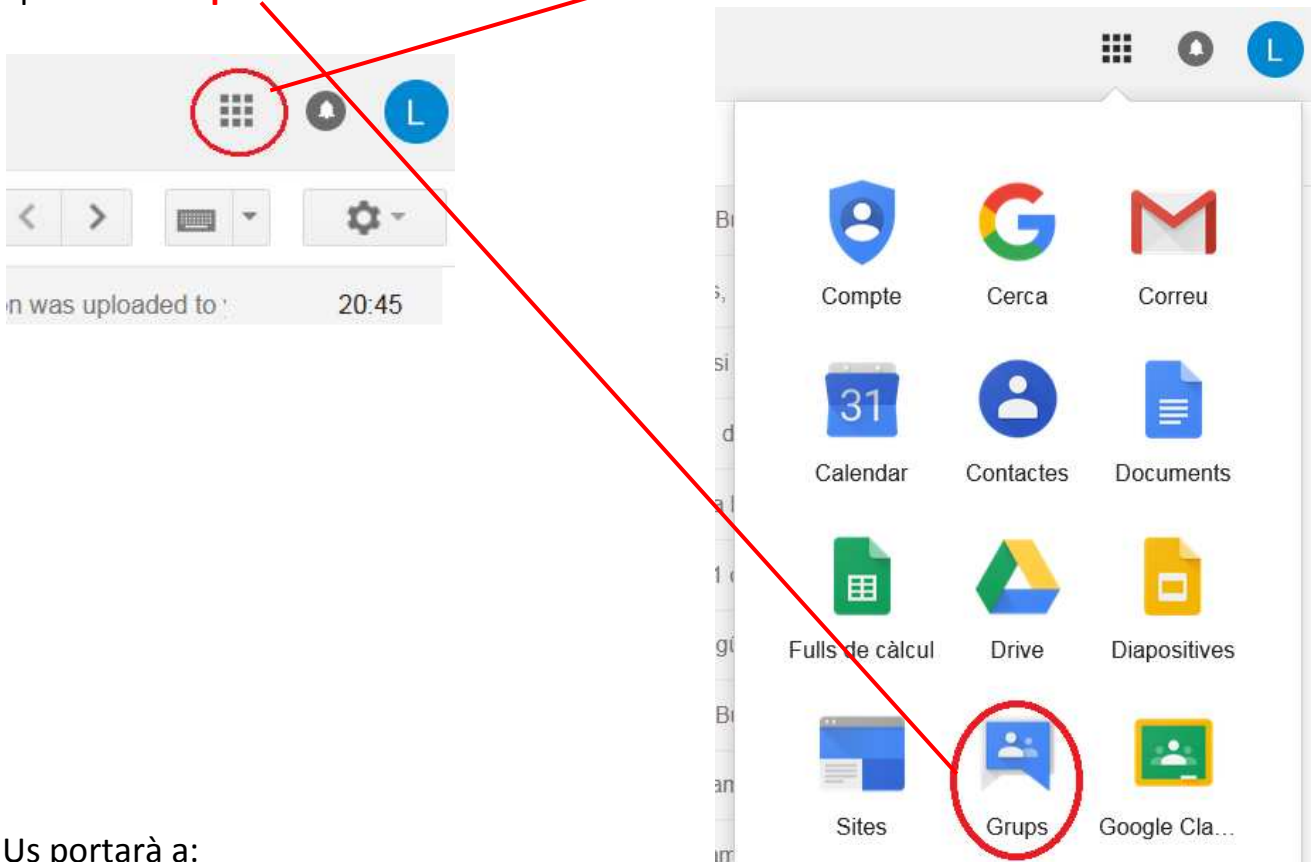 L
L
31
Compte Cerca Correu
Calendar Contactes Documents
Fulls de càlcul Drive Diapositives
Sites Grups Google Cla...
was uploaded to
20:45
Us portarà a: